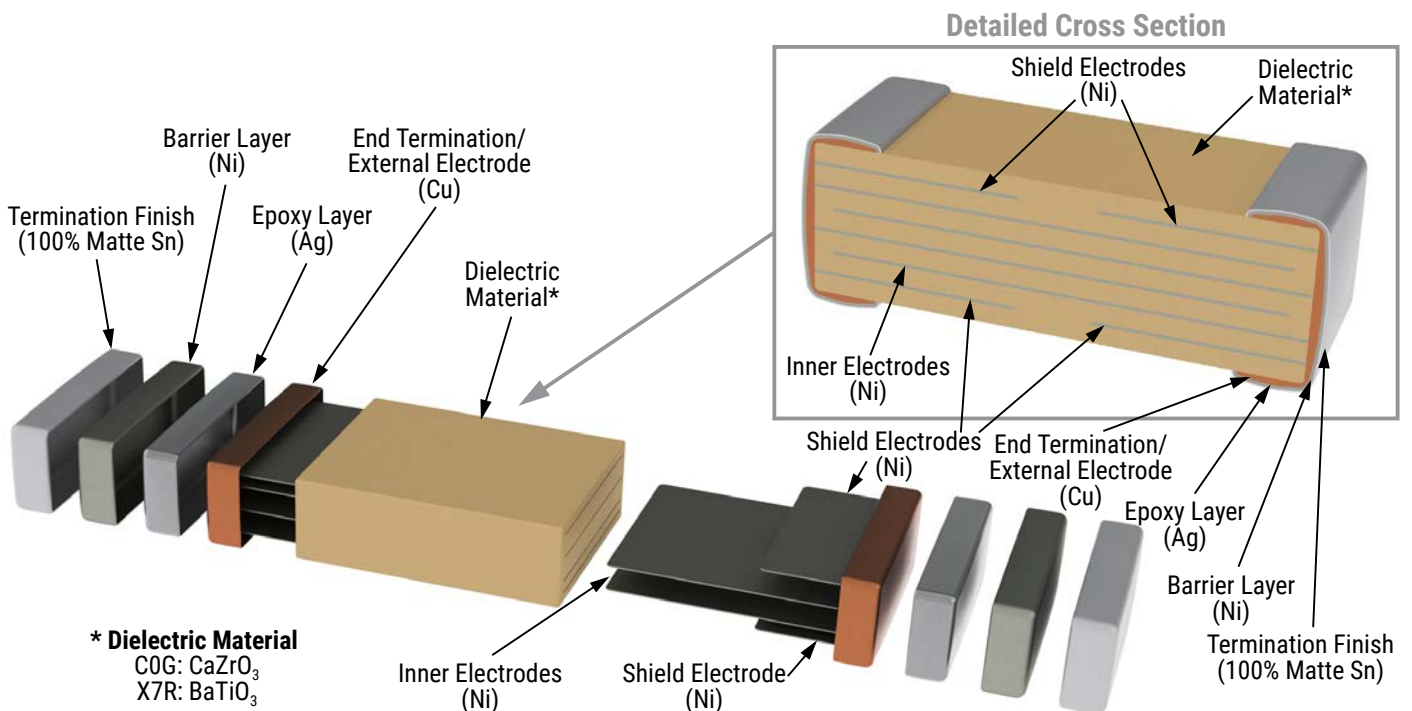 Detailed Cross Section
Shield Electrodes
(Ni)
Dielectric
Material*
Barrier Layer
(Ni)
End Termination/
External Electrode
(Cu)
Termination Finish
(100% Matte Sn)
Epoxy Layer
(Ag)
Dielectric
Material*
Inner Electrodes
(Ni)
Shield Electrodes
(Ni)
End Termination/
External Electrode
(Cu)
Epoxy Layer
(Ag)
Barrier Layer
(Ni)
Termination Finish
(100% Matte Sn)
* Dielectric Material
C0G: CaZrO₃
X7R: BaTiO₃
Inner Electrodes
(Ni)
Shield Electrode
(Ni)